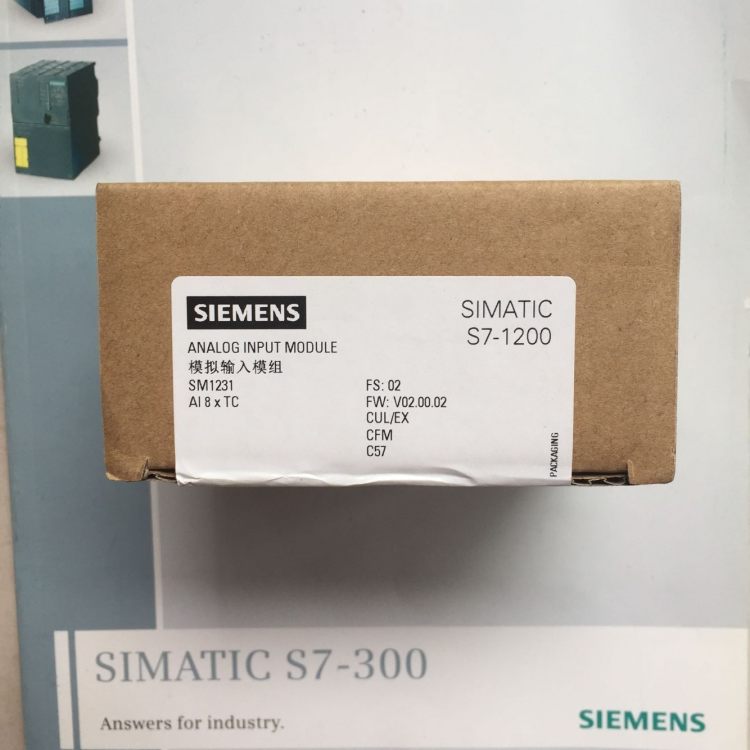 SIEMENS
SIMATIC
S7-1200
ANALOG INPUT MODULE
模拟输入模组
SM1231
AI 8 x TC
FS: 02
FW: V02.00.02
CUL/EX
CFM
C57
PACKAGING
SIMATIC S7-300
Answers for industry.
SIEMENS